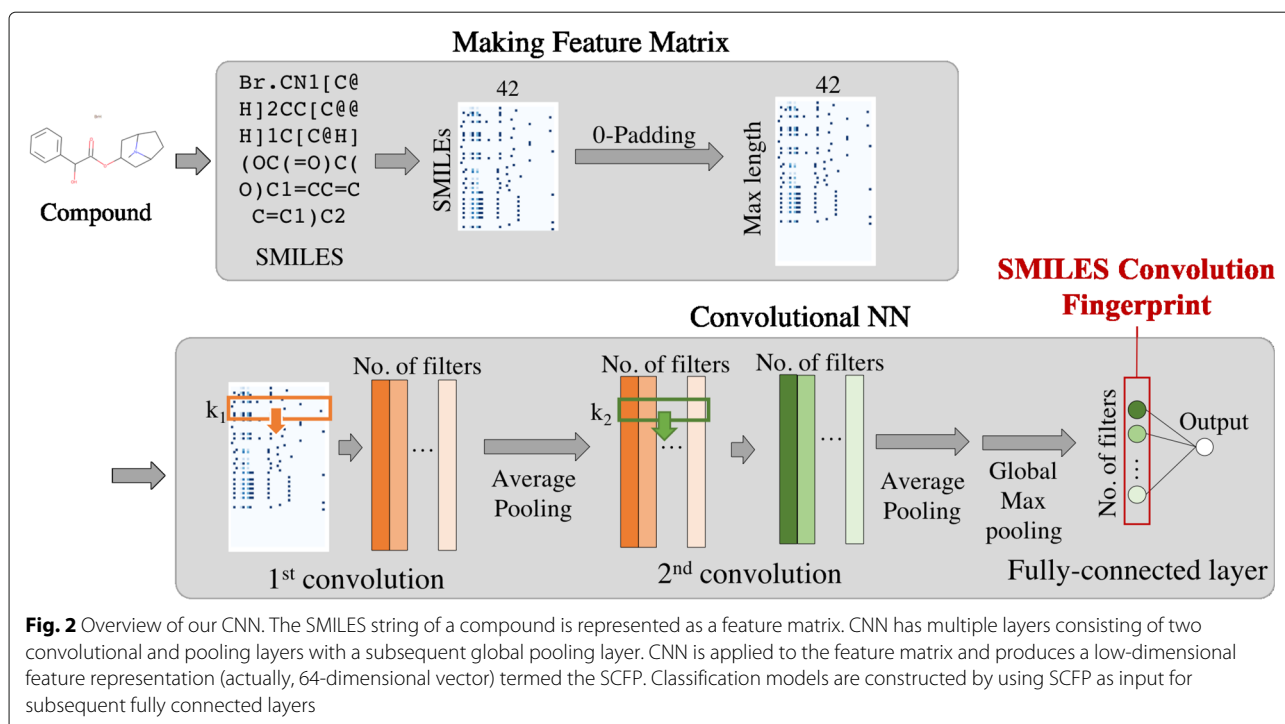 Making Feature Matrix
Compound
Br.CN1[C@
H]2CC[C@@
H]1C[C@H]
(OC(=O)C(
O)C1=CC=C
C=C1)C2
SMILES
42
SMILEs
0-Padding
42
Max length
SMILES Convolution
Fingerprint
Convolutional NN
k1
No. of filters
...
1st convolution
Average
Pooling
No. of filters
k2
...
No. of filters
...
2nd convolution
Average
Pooling
Global
Max
pooling
No. of filters
...
Output
Fully-connected layer
Fig. 2 Overview of our CNN. The SMILES string of a compound is represented as a feature matrix. CNN has multiple layers consisting of two
convolutional and pooling layers with a subsequent global pooling layer. CNN is applied to the feature matrix and produces a low-dimensional
feature representation (actually, 64-dimensional vector) termed the SCFP. Classification models are constructed by using SCFP as input for
subsequent fully connected layers